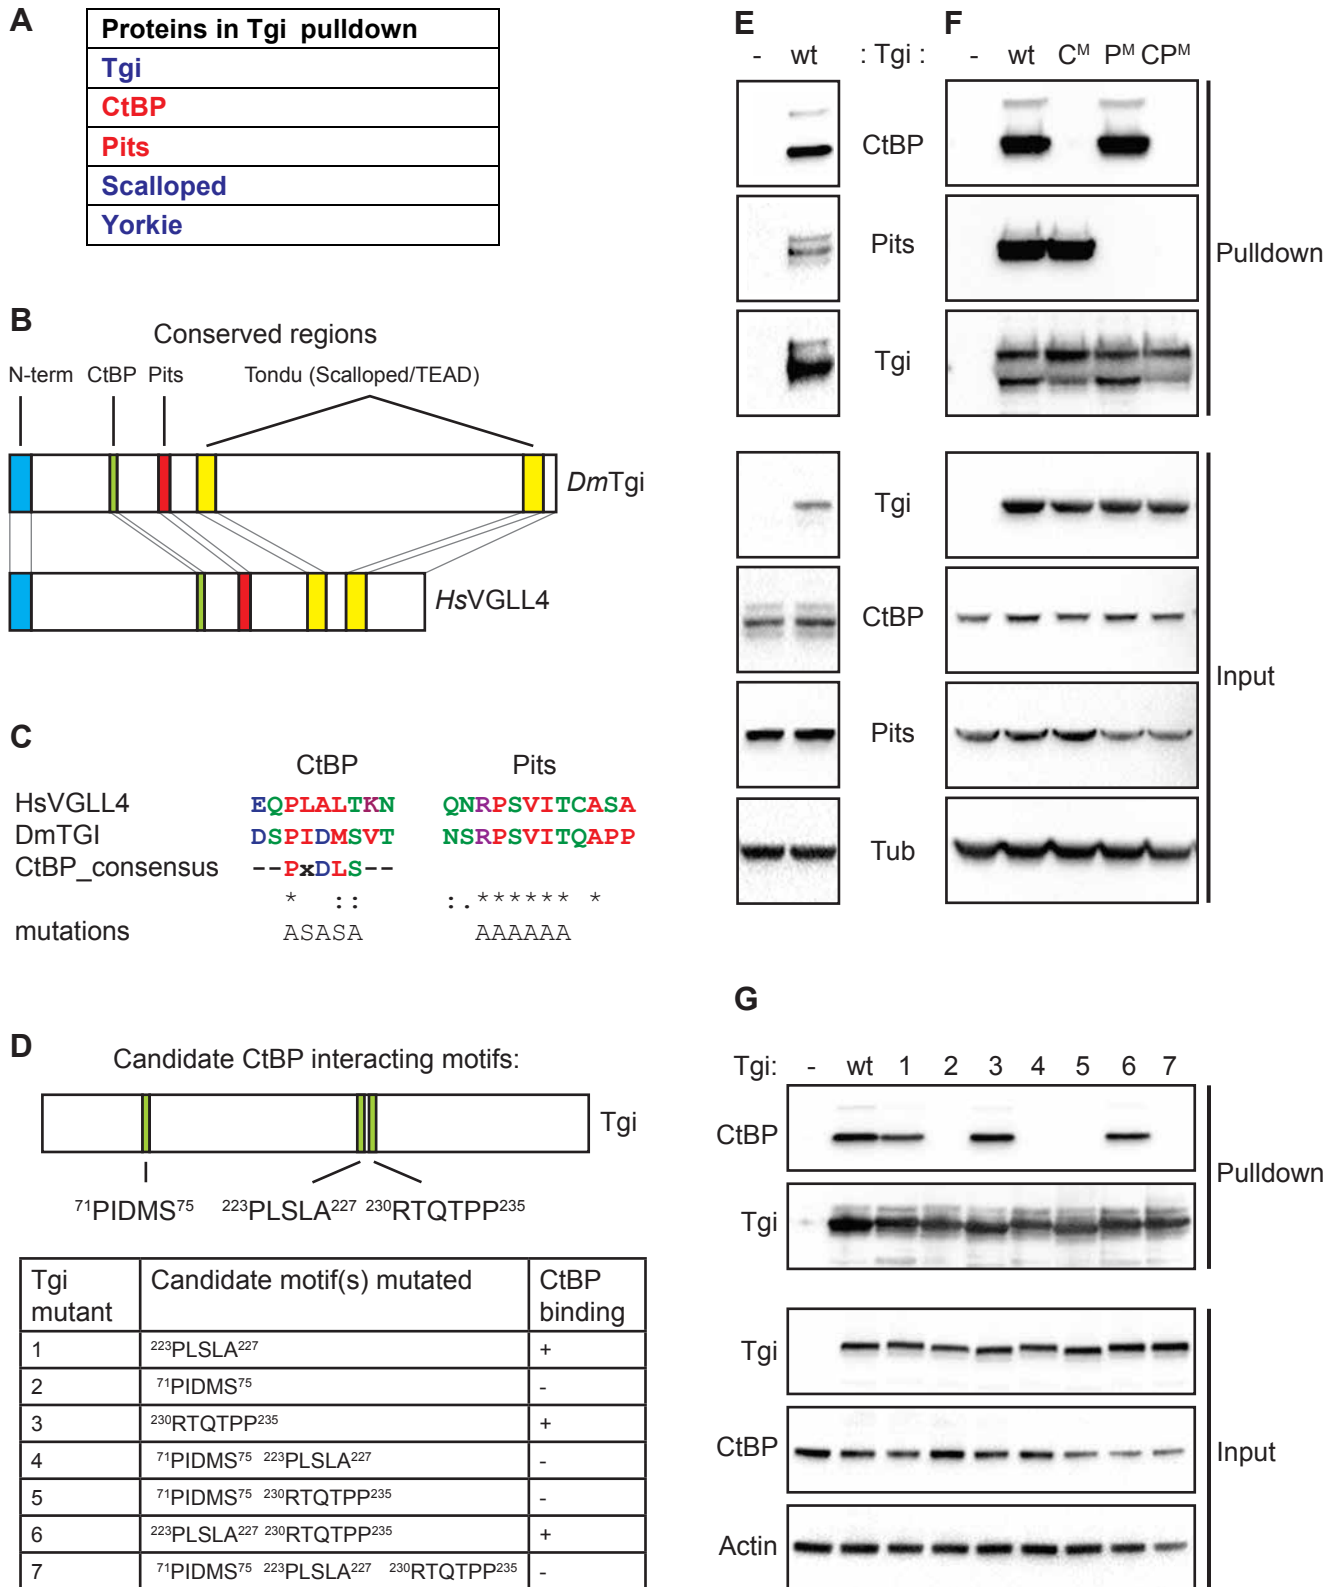 A
Proteins in Tgi pulldown
Tgi
CtBP
Pits
Scalloped
Yorkie
B
Conserved regions
N-term CtBP Pits Tondu (Scalloped/TEAD)
DmTgi
HsVGLL4
C
CtBP Pits
HsVGLL4 EQPLALTKN QNRPSVITCASA
DmTGI DSPIDMSVT NSRPSVITQAPP
CtBP_consensus --PxDLS--
* :: :.****** *
mutations ASASA AAAAAA
D
Candidate CtBP interacting motifs:
Tgi
71PIDMS75 223PLSLA227 230RTQTPP235
Tgi mutant Candidate motif(s) mutated CtBP binding
1 223PLSLA227 +
2 71PIDMS75 -
3 230RTQTPP235 +
4 71PIDMS75 223PLSLA227 -
5 71PIDMS75 230RTQTPP235 -
6 223PLSLA227 230RTQTPP235 +
7 71PIDMS75 223PLSLA227 230RTQTPP235 -
E F
- wt : Tgi : - wt CM PM CPM
CtBP
Pits
Tgi
Pulldown
Tgi
CtBP
Pits
Tub
Input
G
Tgi: - wt 1 2 3 4 5 6 7
CtBP
Tgi
Pulldown
Tgi
CtBP
Actin
Input